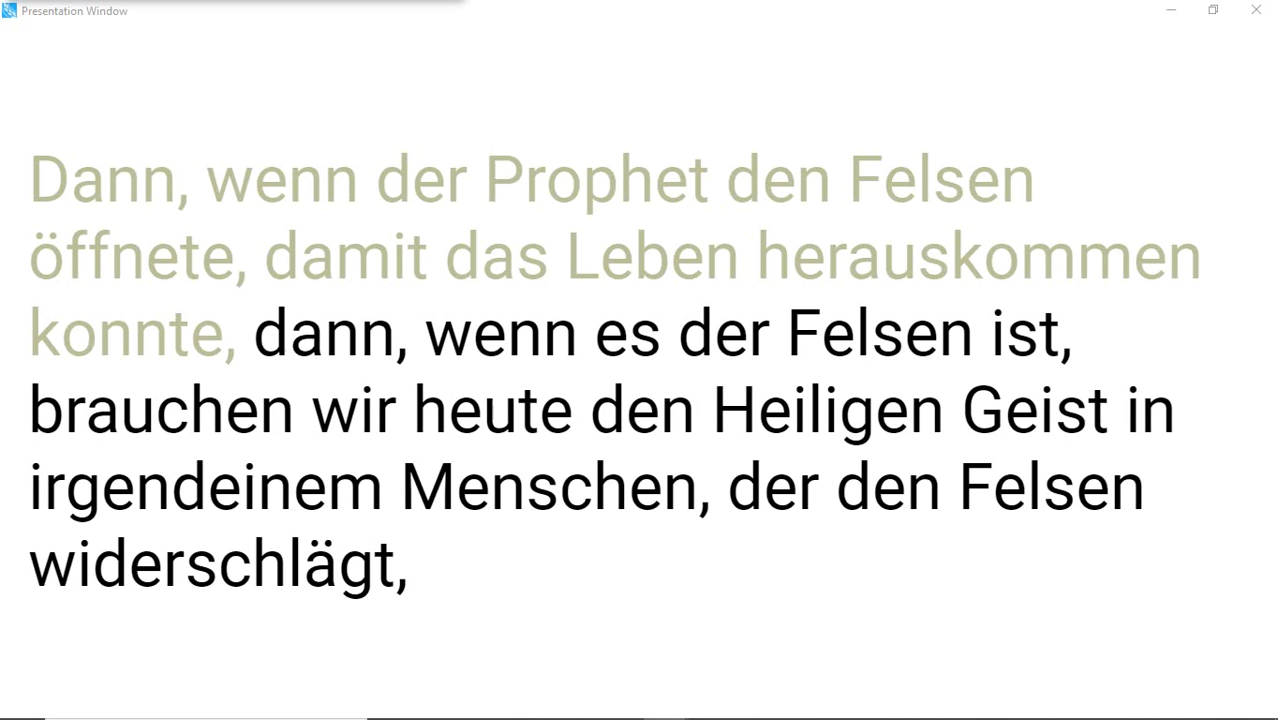 Presentation Window
Dann, wenn der Prophet den Felsen
öffnete, damit das Leben herauskommen
konnte, dann, wenn es der Felsen ist,
brauchen wir heute den Heiligen Geist in
irgendeinem Menschen, der den Felsen
widerschlägt,